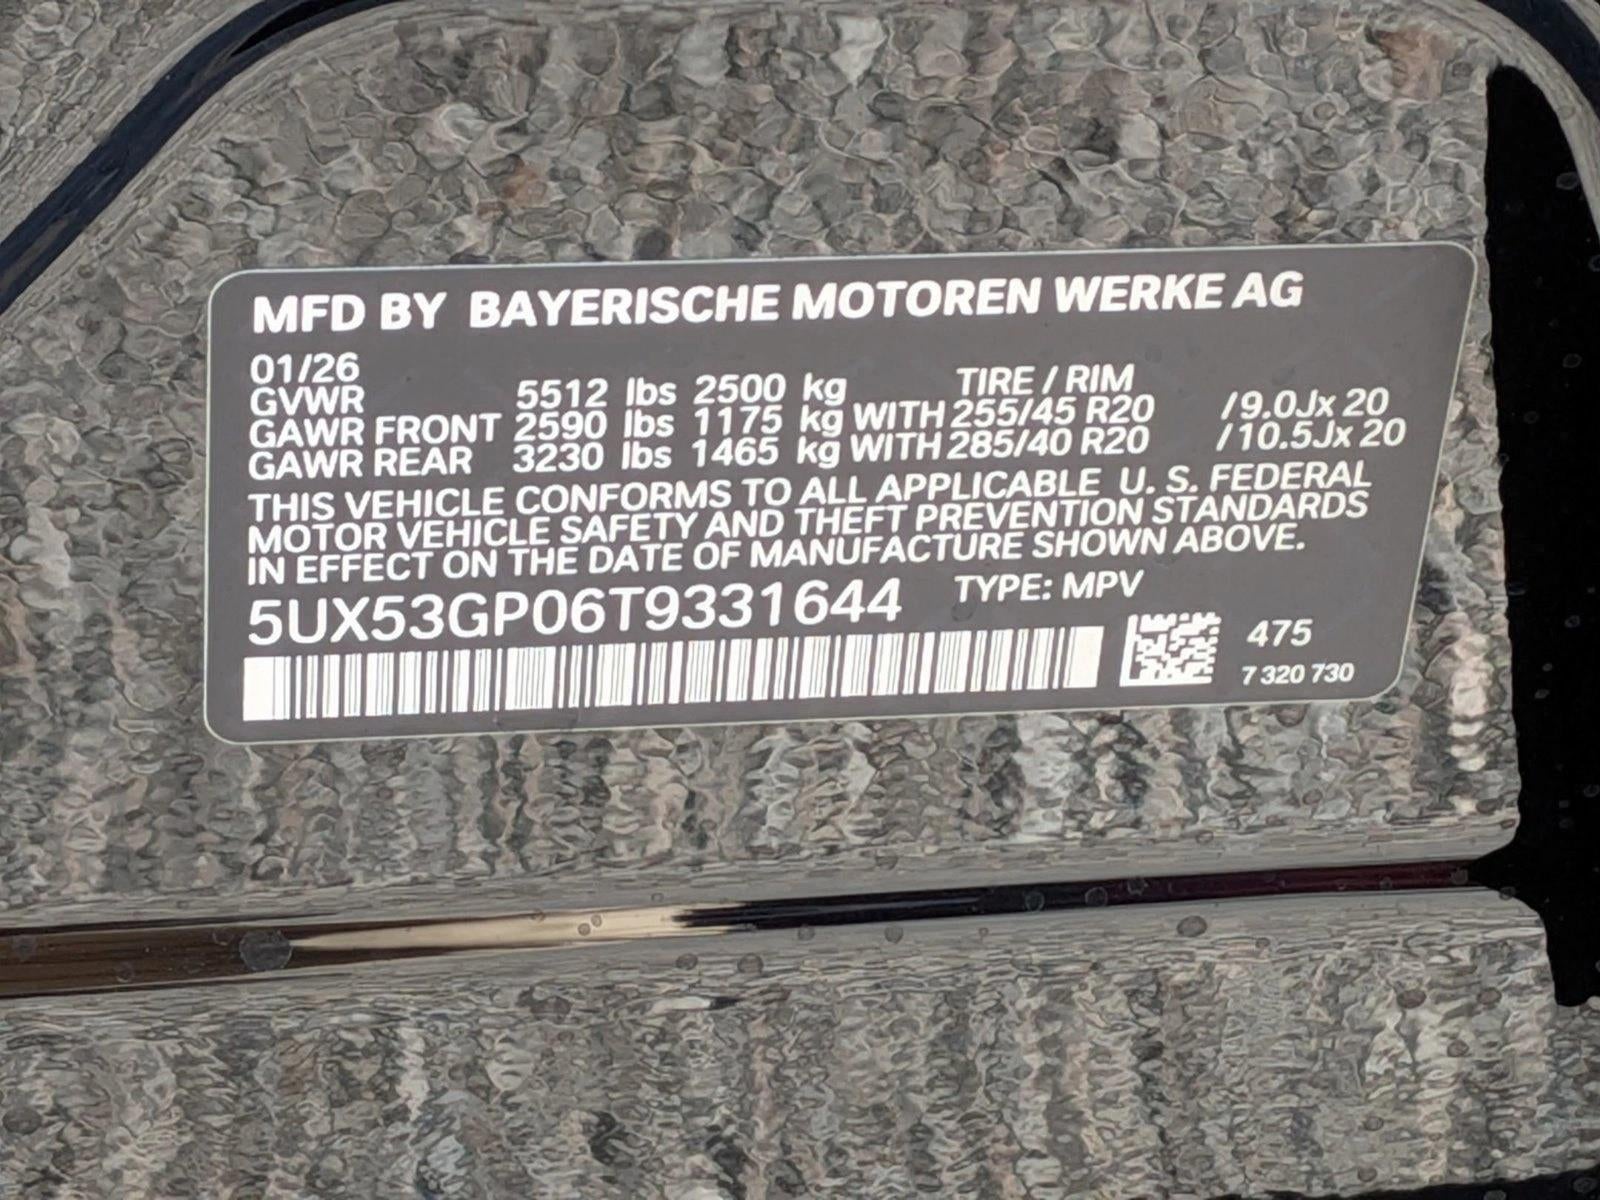 MFD BY BAYERISCHE MOTOREN WERKE AG
01/26
GVWR 5512 lbs 2500 kg TIRE / RIM
GAWR FRONT 2590 lbs 1175 kg WITH 255/45 R20 /9.0Jx 20
GAWR REAR 3230 lbs 1465 kg WITH 285/40 R20 /10.5Jx 20
THIS VEHICLE CONFORMS TO ALL APPLICABLE U. S. FEDERAL
MOTOR VEHICLE SAFETY AND THEFT PREVENTION STANDARDS
IN EFFECT ON THE DATE OF MANUFACTURE SHOWN ABOVE.
5UX53GP06T9331644 TYPE: MPV
475
7 320 730